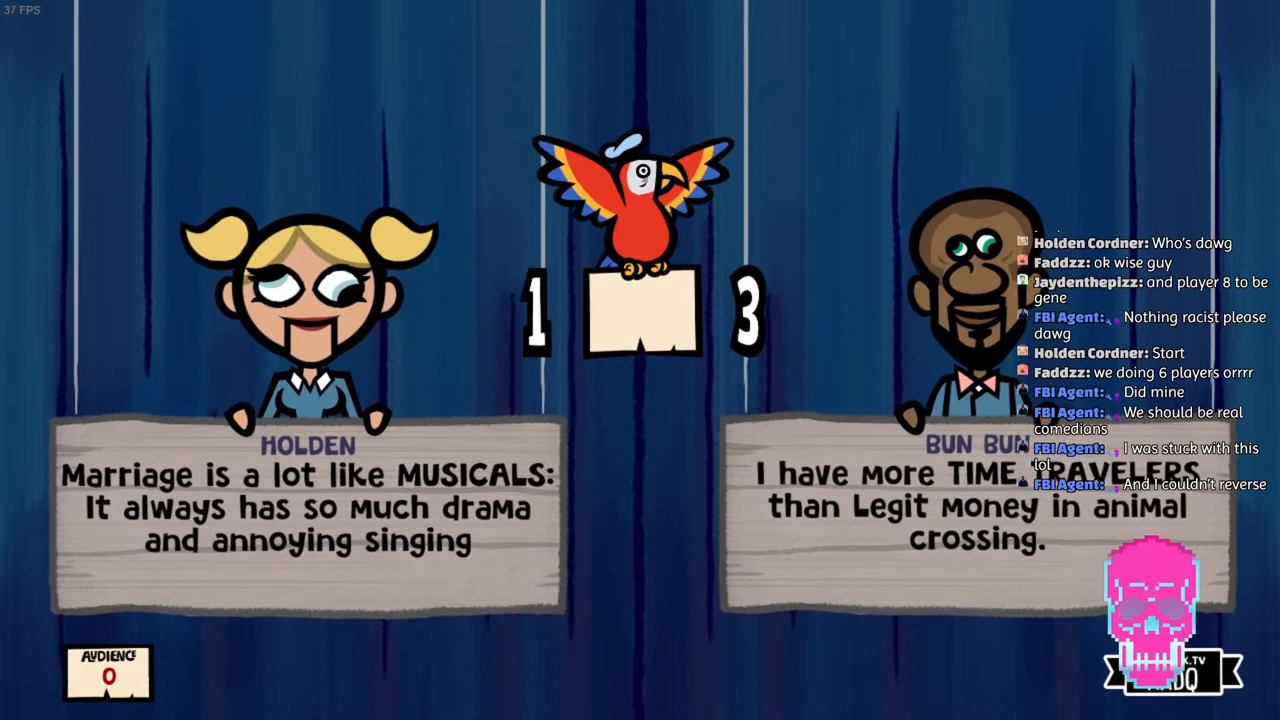 37 FPS
1
3
HOLDEN
Marriage is a lot like MUSICALS:
It always has so much drama
and annoying singing
BUN BUN
I have more TIME TRAVELERS
than Legit money in animal
crossing.
Holden Cordner: Who's dawg
Faddzz: ok wise guy
Jaydenthepizz: and player 8 to be
gene
FBI Agent: Nothing racist please
dawg
Holden Cordner: Start
Faddzz: we doing 6 players orrrr
FBI Agent: Did mine
FBI Agent: We should be real
comedians
FBI Agent: I was stuck with this
lol
FBI Agent: And I couldn't reverse
AUDIENCE
0
.TV